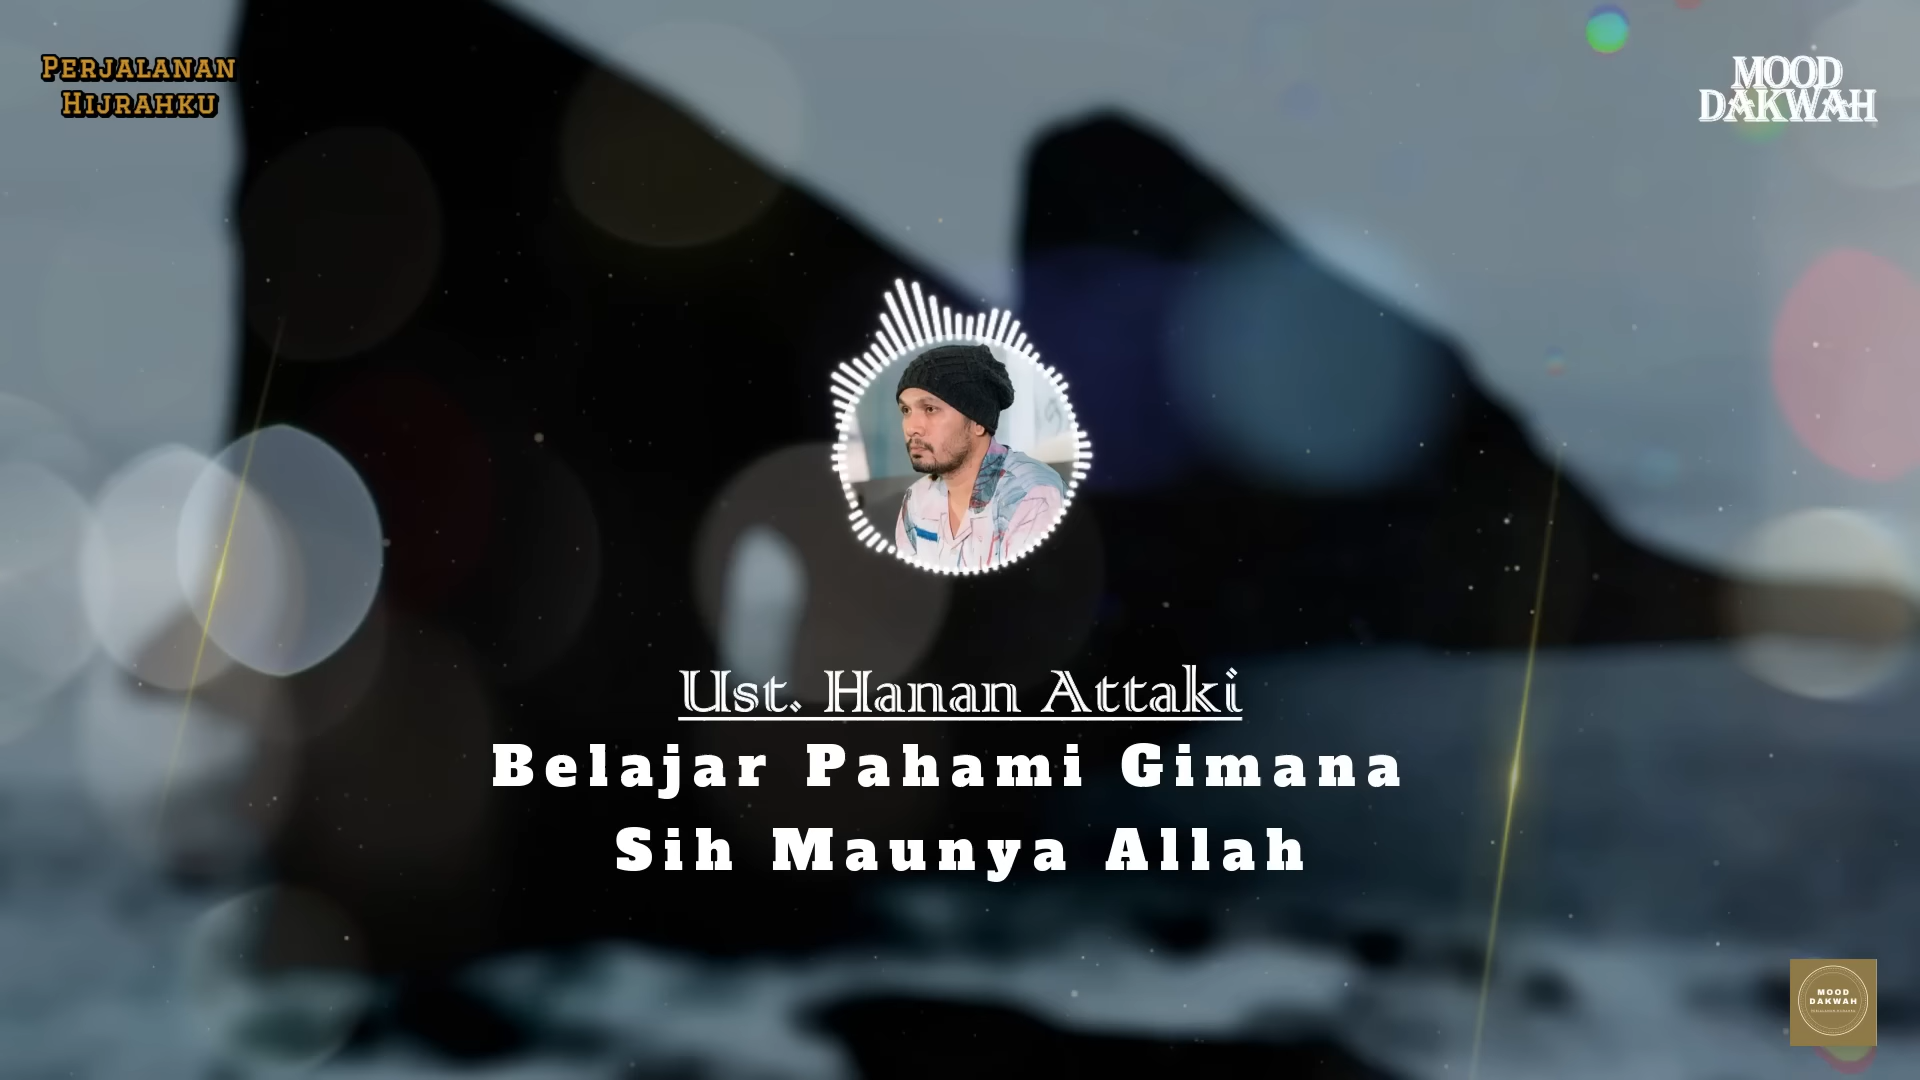 PERJALANAN
HIJRAHKU
MOOD
DAKWAH
Ust. Hanan Attaki
Belajar Pahami Gimana
Sih Maunya Allah
MOOD
DAKWAH